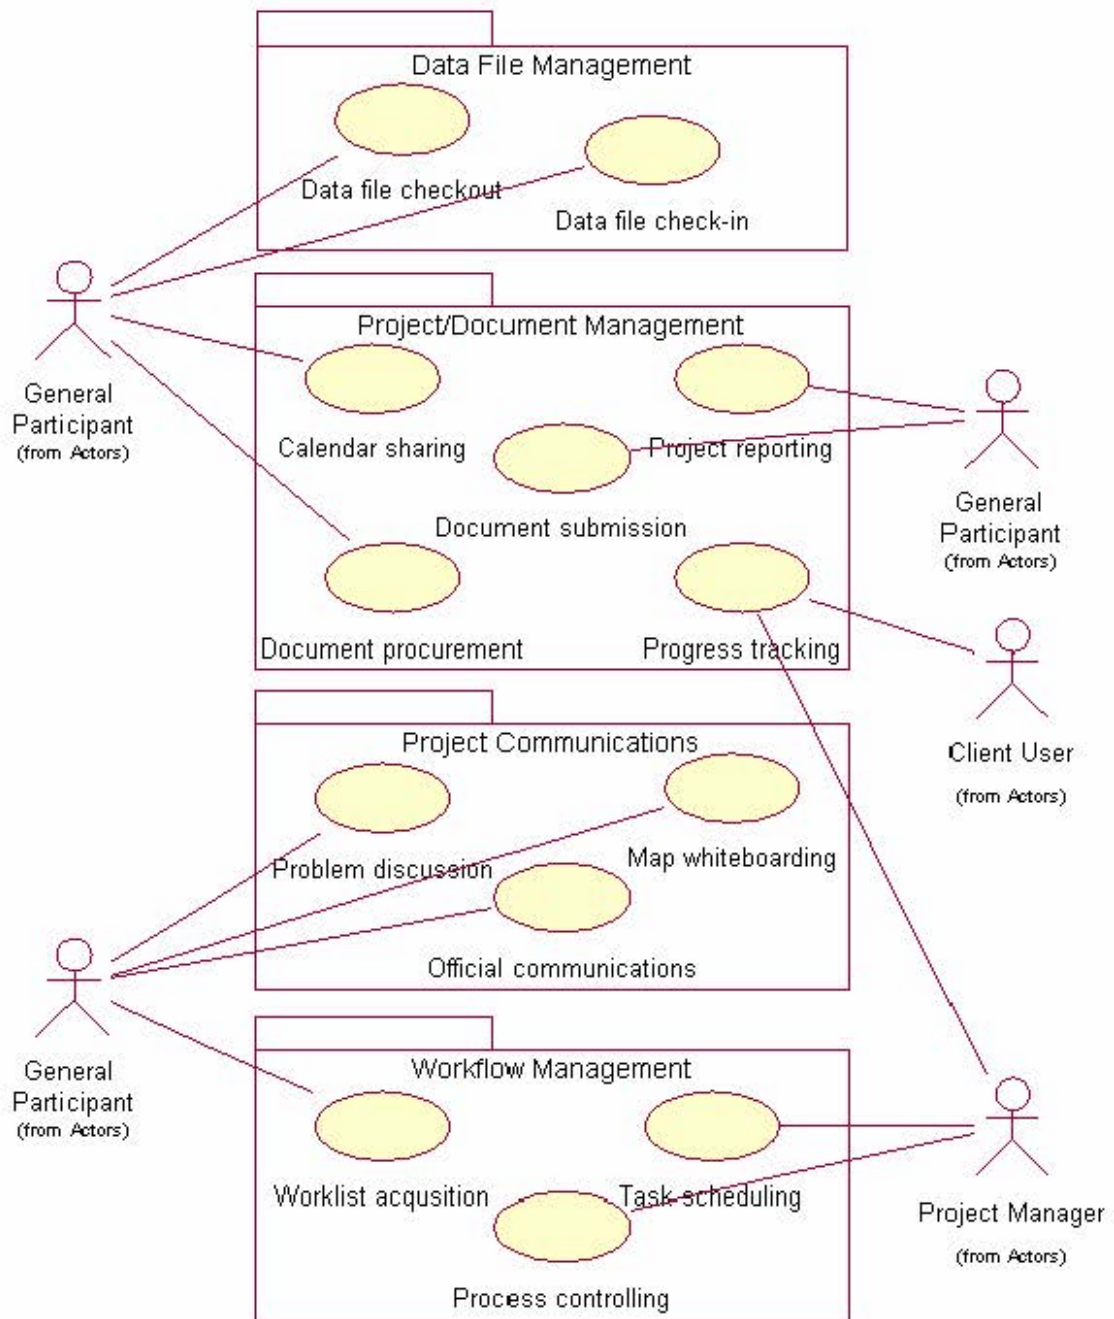 Data File Management
Data file checkout
Data file check-in
General
Participant
(from Actors)
Project/Document Management
Calendar sharing
Project reporting
Document submission
Document procurement
Progress tracking
General
Participant
(from Actors)
Client User
(from Actors)
Project Communications
Problem discussion
Map whiteboarding
Official communications
General
Participant
(from Actors)
Workflow Management
Worklist acqusition
Task scheduling
Process controlling
Project Manager
(from Actors)